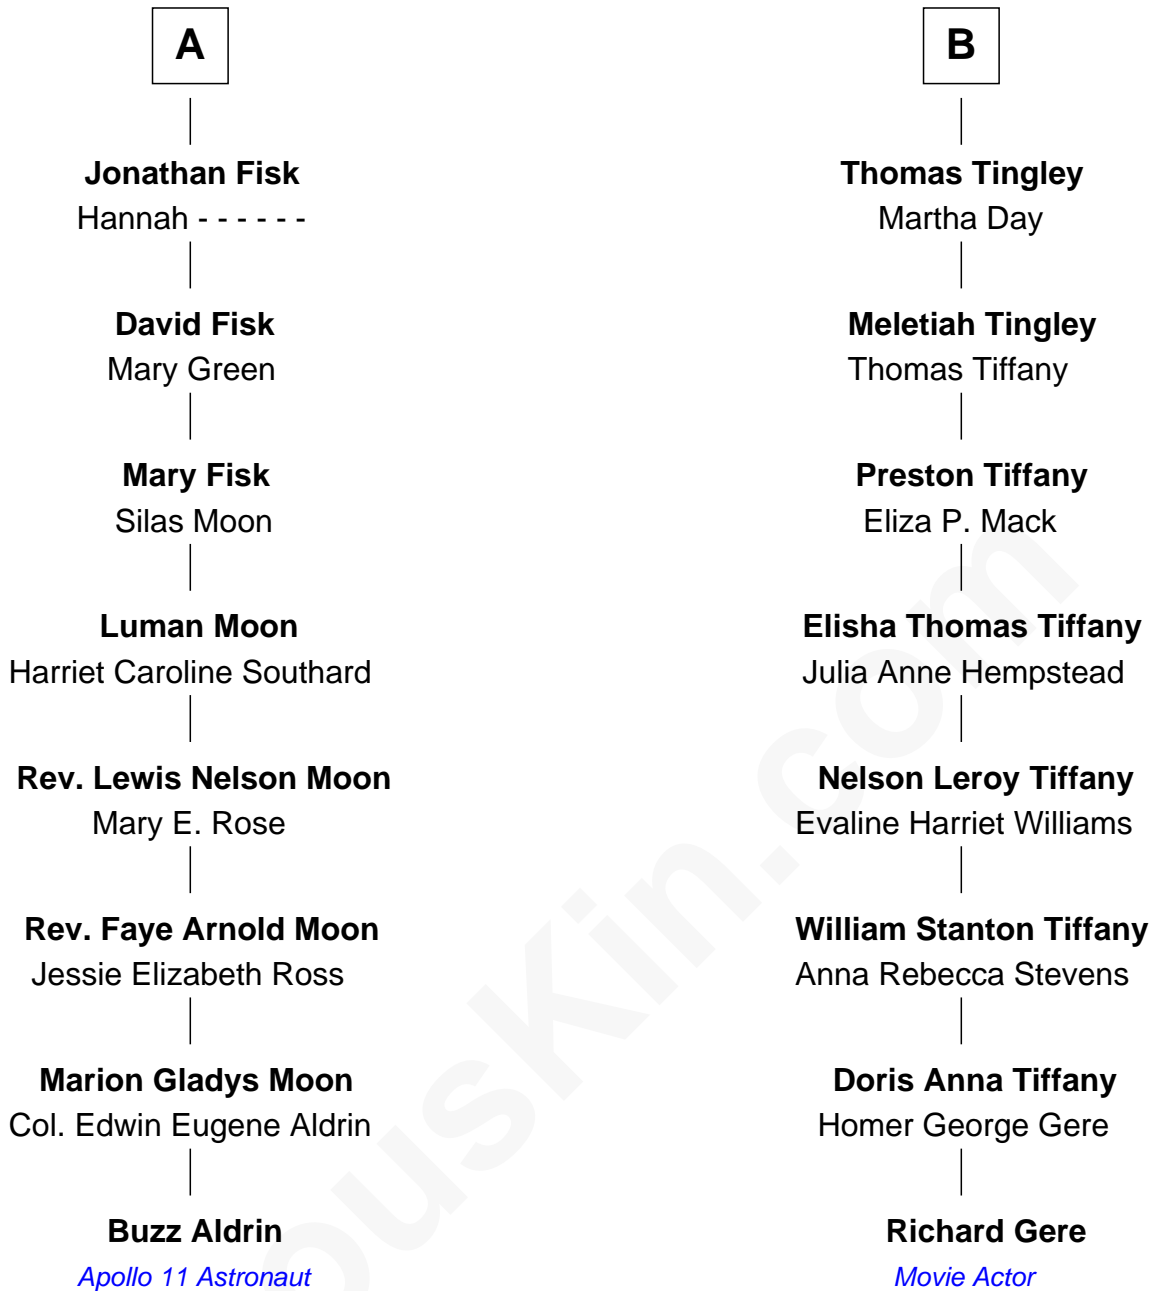 A
Jonathan Fisk
Hannah - - - - - -
David Fisk
Mary Green
Mary Fisk
Silas Moon
Luman Moon
Harriet Caroline Southard
Rev. Lewis Nelson Moon
Mary E. Rose
Rev. Faye Arnold Moon
Jessie Elizabeth Ross
Marion Gladys Moon
Col. Edwin Eugene Aldrin
Buzz Aldrin
Apollo 11 Astronaut
B
Thomas Tingley
Martha Day
Meletiah Tingley
Thomas Tiffany
Preston Tiffany
Eliza P. Mack
Elisha Thomas Tiffany
Julia Anne Hempstead
Nelson Leroy Tiffany
Evaline Harriet Williams
William Stanton Tiffany
Anna Rebecca Stevens
Doris Anna Tiffany
Homer George Gere
Richard Gere
Movie Actor
ousKin.com